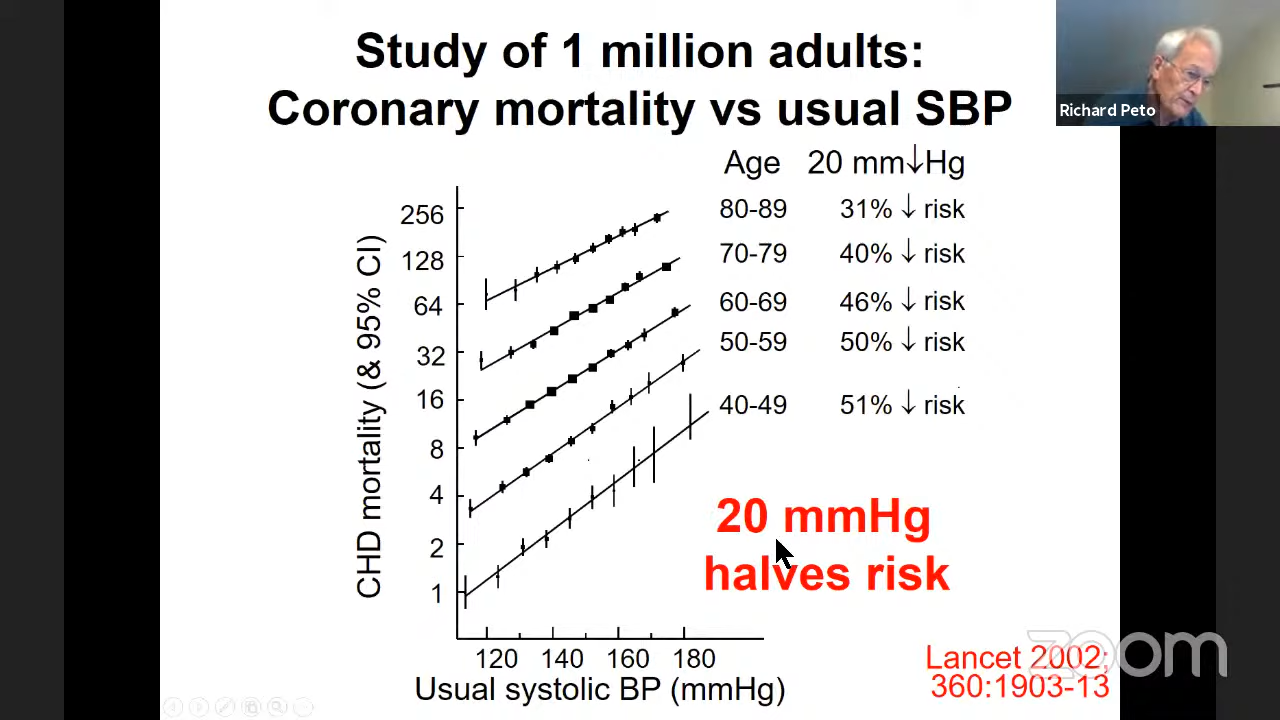 Study of 1 million adults:
Coronary mortality vs usual SBP
Richard Peto
Age 20 mm↓Hg
80-89 31% ↓ risk
70-79 40% ↓ risk
60-69 46% ↓ risk
50-59 50% ↓ risk
40-49 51% ↓ risk
CHD mortality (& 95% CI)
256
128
64
32
16
8
4
2
1
120 140 160 180
Usual systolic BP (mmHg)
20 mmHg
halves risk
Lancet 2002;
360:1903-13
zoom